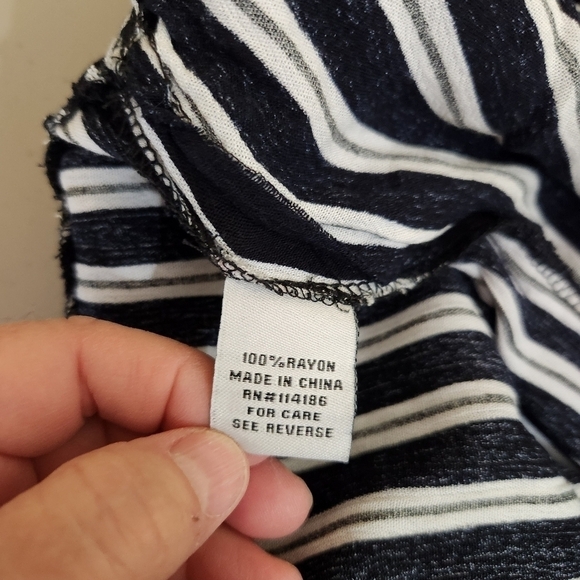 100%RAYON
MADE IN CHINA
RN#114186
FOR CARE
SEE REVERSE